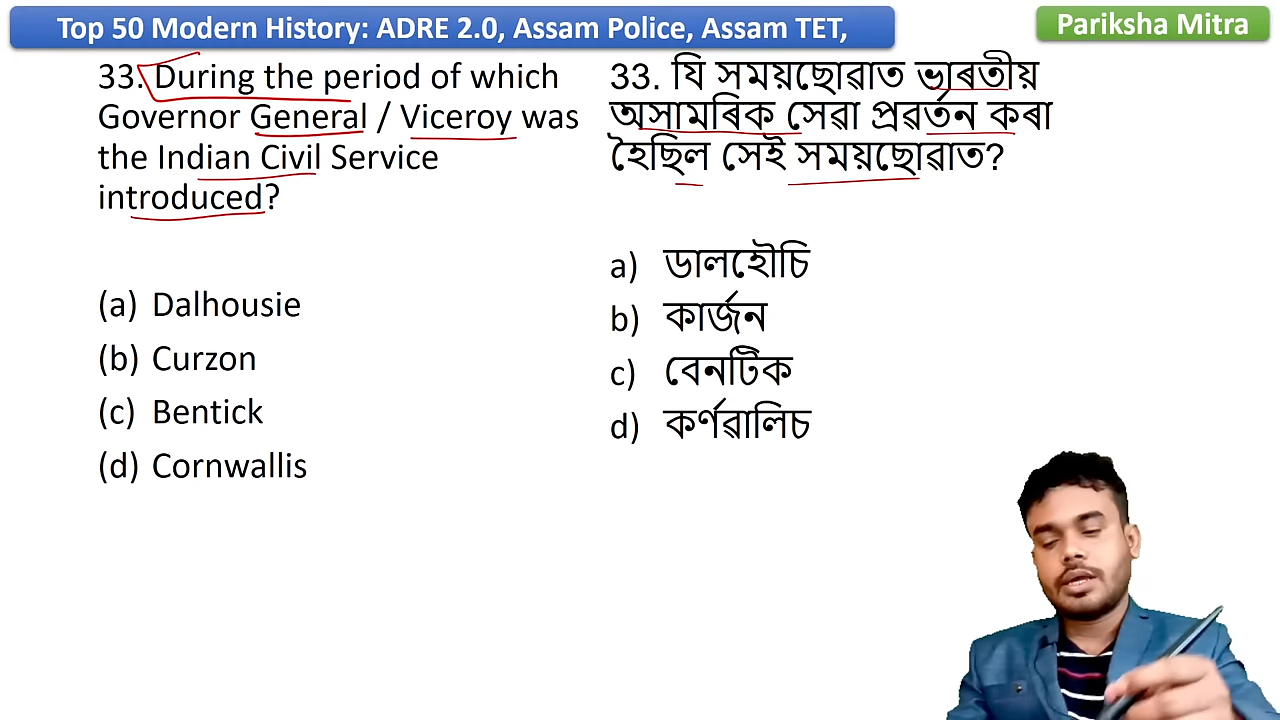 Top 50 Modern History: ADRE 2.0, Assam Police, Assam TET,
Pariksha Mitra
33. During the period of which
Governor General / Viceroy was
the Indian Civil Service
introduced?
(a) Dalhousie
(b) Curzon
(c) Bentick
(d) Cornwallis
33. যি সময়ছোৱাত ভাৰতীয়
অসামৰিক সেৱা প্ৰৱৰ্তন কৰা
হৈছিল সেই সময়ছোৱাত?
a) ডালহৌচি
b) কাৰ্জন
c) বেনটিক
d) কৰ্ণৱালিচ